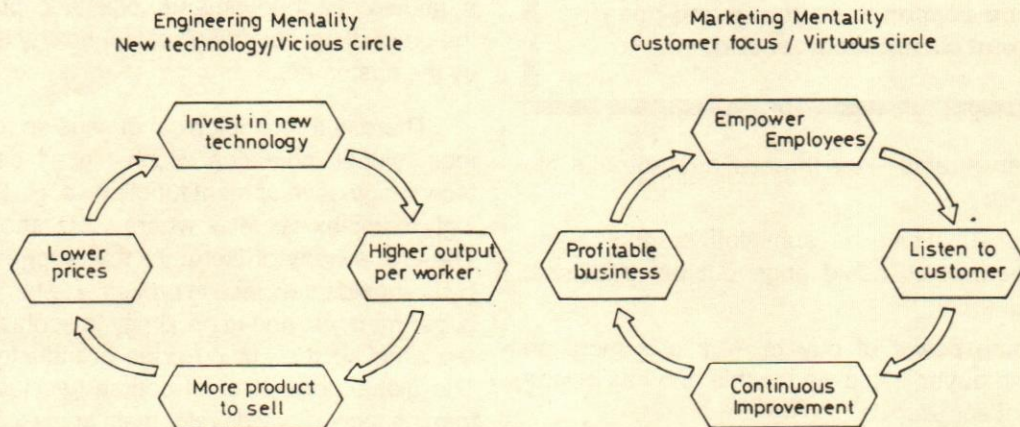 Engineering Mentality
New technology/Vicious circle
Invest in new
technology
Higher output
per worker
More product
to sell
Lower
prices
Marketing Mentality
Customer focus / Virtuous circle
Empower
Employees
Listen to
customer
Continuous
Improvement
Profitable
business